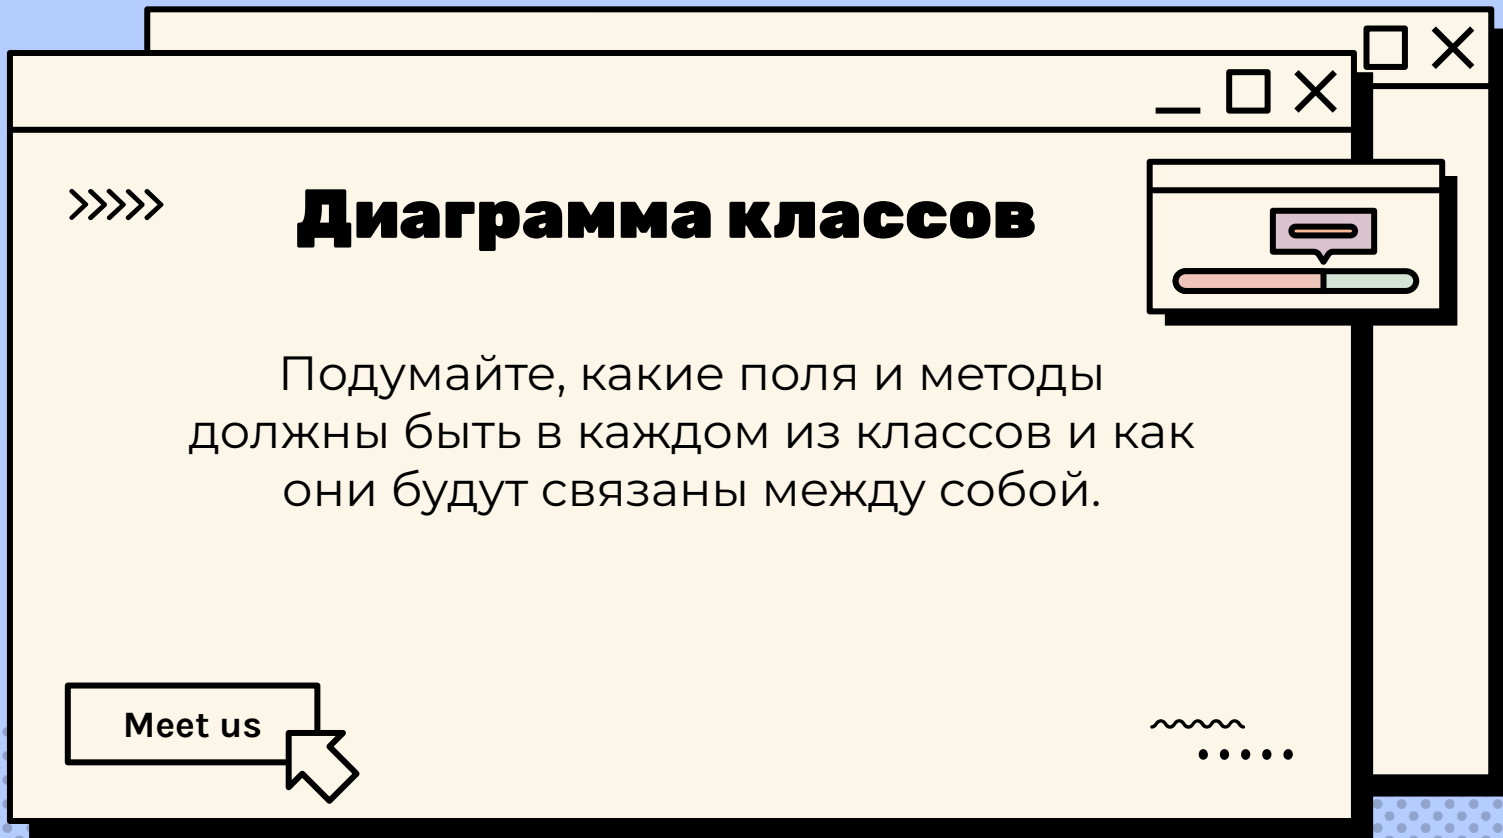 Диаграмма классов
Подумайте, какие поля и методы
должны быть в каждом из классов и как
они будут связаны между собой.
Meet us